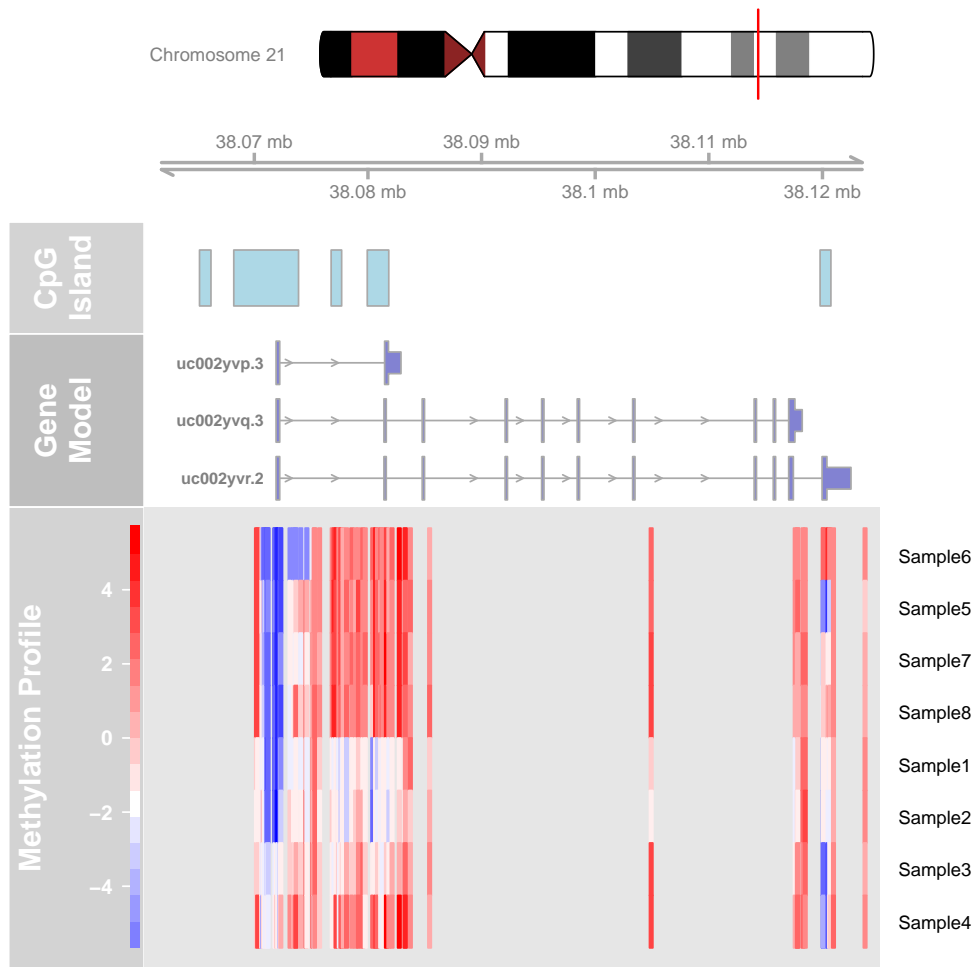 Chromosome 21
38.07 mb
38.09 mb
38.11 mb
38.08 mb
38.1 mb
38.12 mb
CpG
Island
uc002yvp.3
Gene
Model
uc002yvq.3
uc002yvr.2
Methylation Profile
4
2
0
−2
−4
Sample6
Sample5
Sample7
Sample8
Sample1
Sample2
Sample3
Sample4